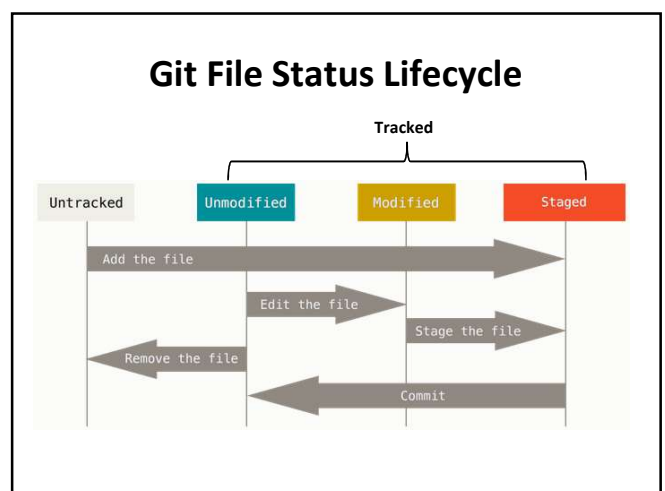 Git File Status Lifecycle
Tracked
Untracked
Unmodified
Modified
Staged
Add the file
Edit the file
Stage the file
Remove the file
Commit